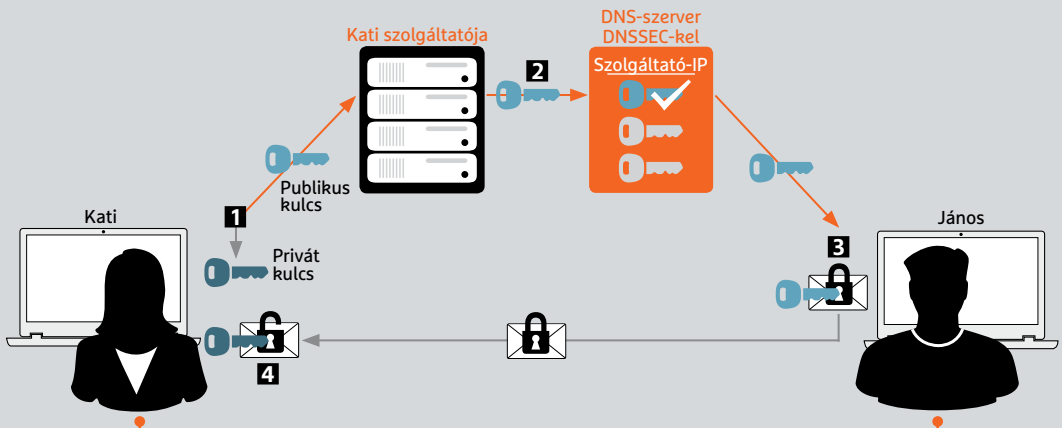 Kati szolgáltatója
DNS-szerver
DNSSEC-kel
Szolgáltató-IP
2
Publikus
kulcs
1
Kati
János
Privát
kulcs
3
4